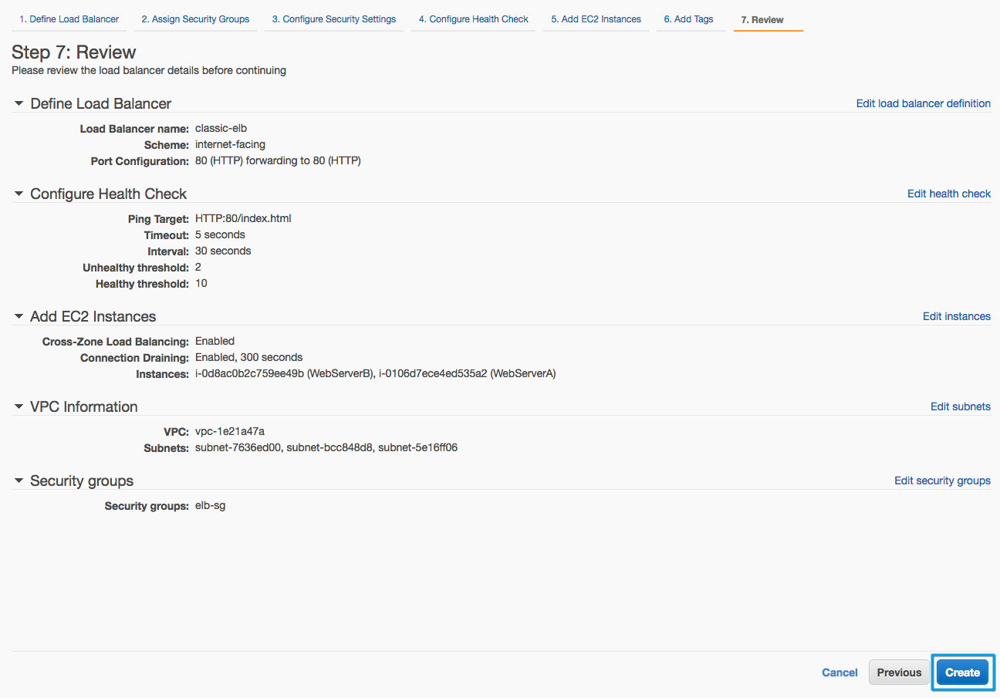 1. Define Load Balancer 2. Assign Security Groups 3. Configure Security Settings 4. Configure Health Check 5. Add EC2 Instances 6. Add Tags 7. Review
Step 7: Review
Please review the load balancer details before continuing
Define Load Balancer Edit load balancer definition
Load Balancer name: classic-elb
Scheme: internet-facing
Port Configuration: 80 (HTTP) forwarding to 80 (HTTP)
Configure Health Check Edit health check
Ping Target: HTTP:80/index.html
Timeout: 5 seconds
Interval: 30 seconds
Unhealthy threshold: 2
Healthy threshold: 10
Add EC2 Instances Edit instances
Cross-Zone Load Balancing: Enabled
Connection Draining: Enabled, 300 seconds
Instances: i-0d8ac0b2c759ee49b (WebServerB), i-0106d7ece4ed535a2 (WebServerA)
VPC Information Edit subnets
VPC: vpc-1e21a47a
Subnets: subnet-7636ed00, subnet-bcc848d8, subnet-5e16ff06
Security groups Edit security groups
Security groups: elb-sg
Cancel Previous Create